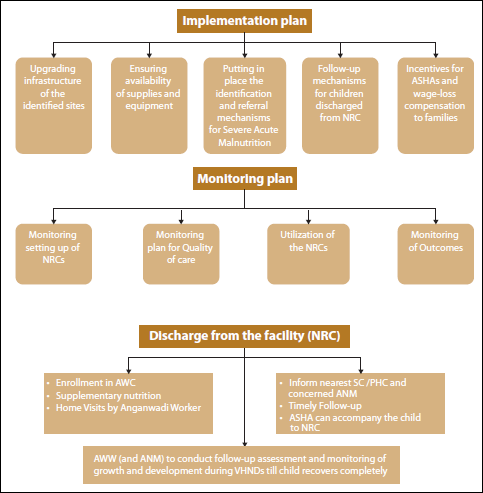 Implementation plan
Upgrading
infrastructure
of the
identified sites
Ensuring
availability
of supplies and
equipment
Putting in
place the
identification
and referral
mechanisms
for Severe Acute
Malnutrition
Follow-up
mechanisms
for children
discharged
from NRC
Incentives for
ASHAs and
wage-loss
compensation
to families
Monitoring plan
Monitoring
setting up of
NRCs
Monitoring
plan for Quality
of care
Utilization of
the NRCs
Monitoring
of Outcomes
Discharge from the facility (NRC)
• Enrollment in AWC
• Supplementary nutrition
• Home Visits by Anganwadi Worker
• Inform nearest SC /PHC and
concerned ANM
• Timely Follow-up
• ASHA can accompany the child
to NRC
AWW (and ANM) to conduct follow-up assessment and monitoring of
growth and development during VHNDs till child recovers completely